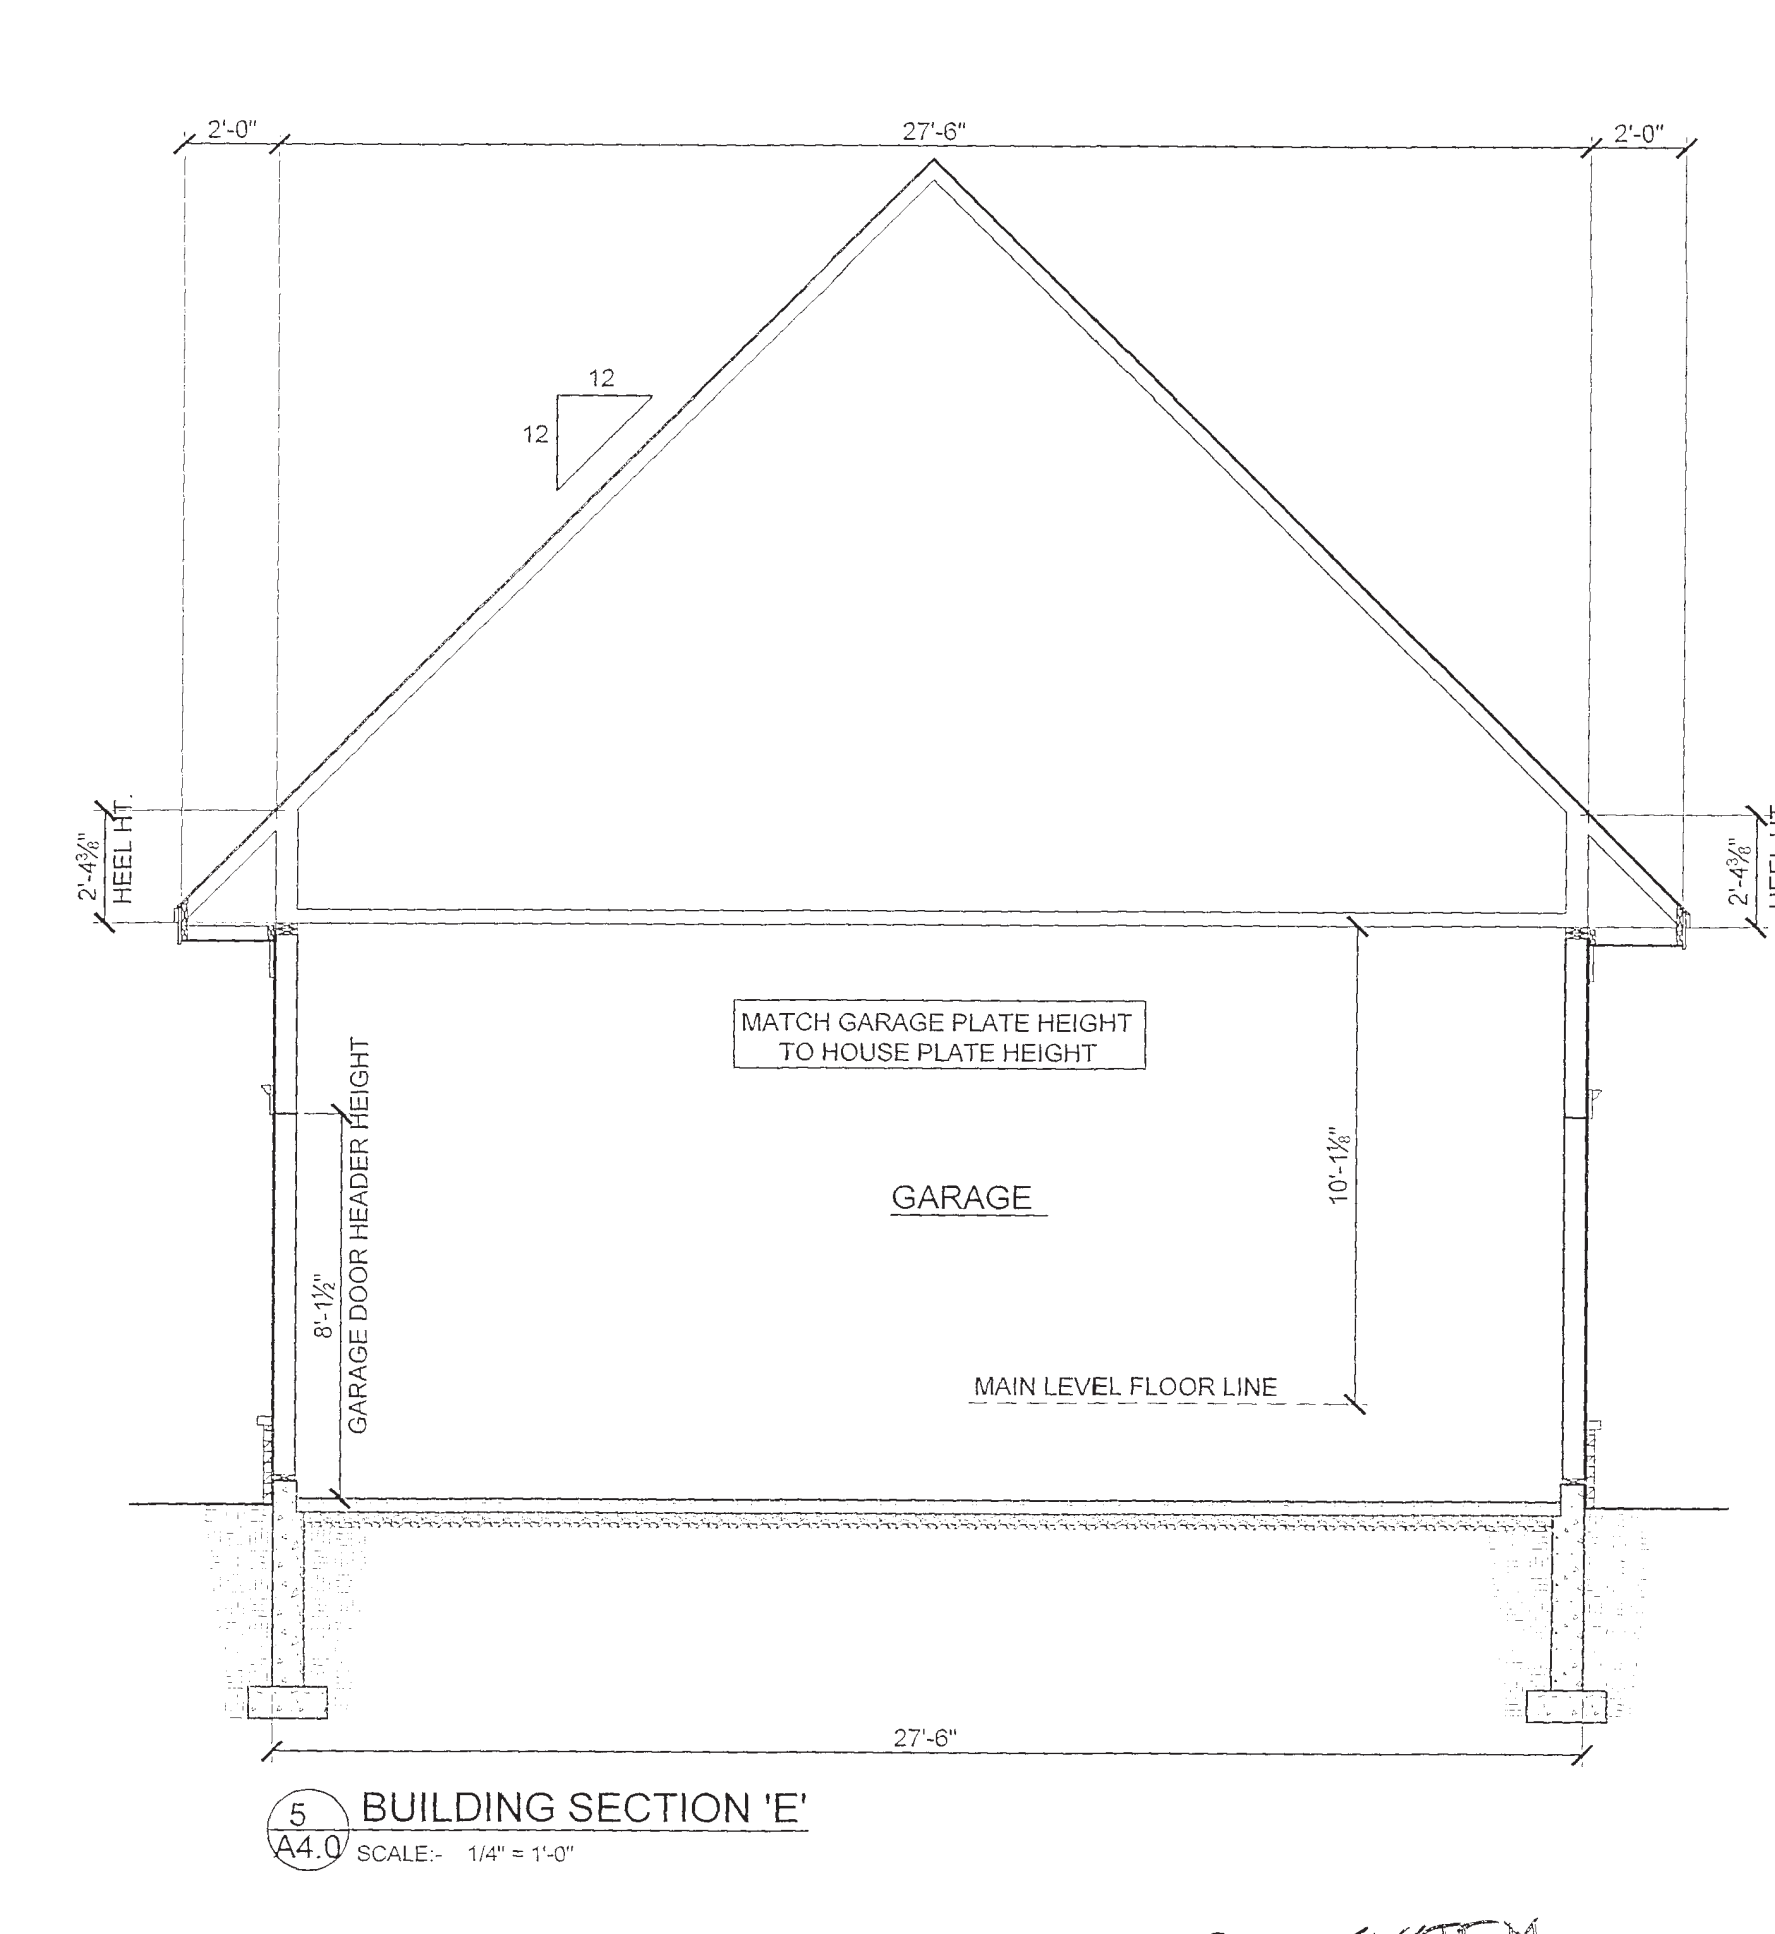 2'-0"
27'-6"
2'-0"
12
12
2'-4⅜"
HEEL HT.
2'-4⅜"
MATCH GARAGE PLATE HEIGHT
TO HOUSE PLATE HEIGHT
8'-1½"
GARAGE DOOR HEADER HEIGHT
10'-1⅛"
GARAGE
MAIN LEVEL FLOOR LINE
27'-6"
5
A4.0
BUILDING SECTION 'E'
SCALE:- 1/4" = 1'-0"